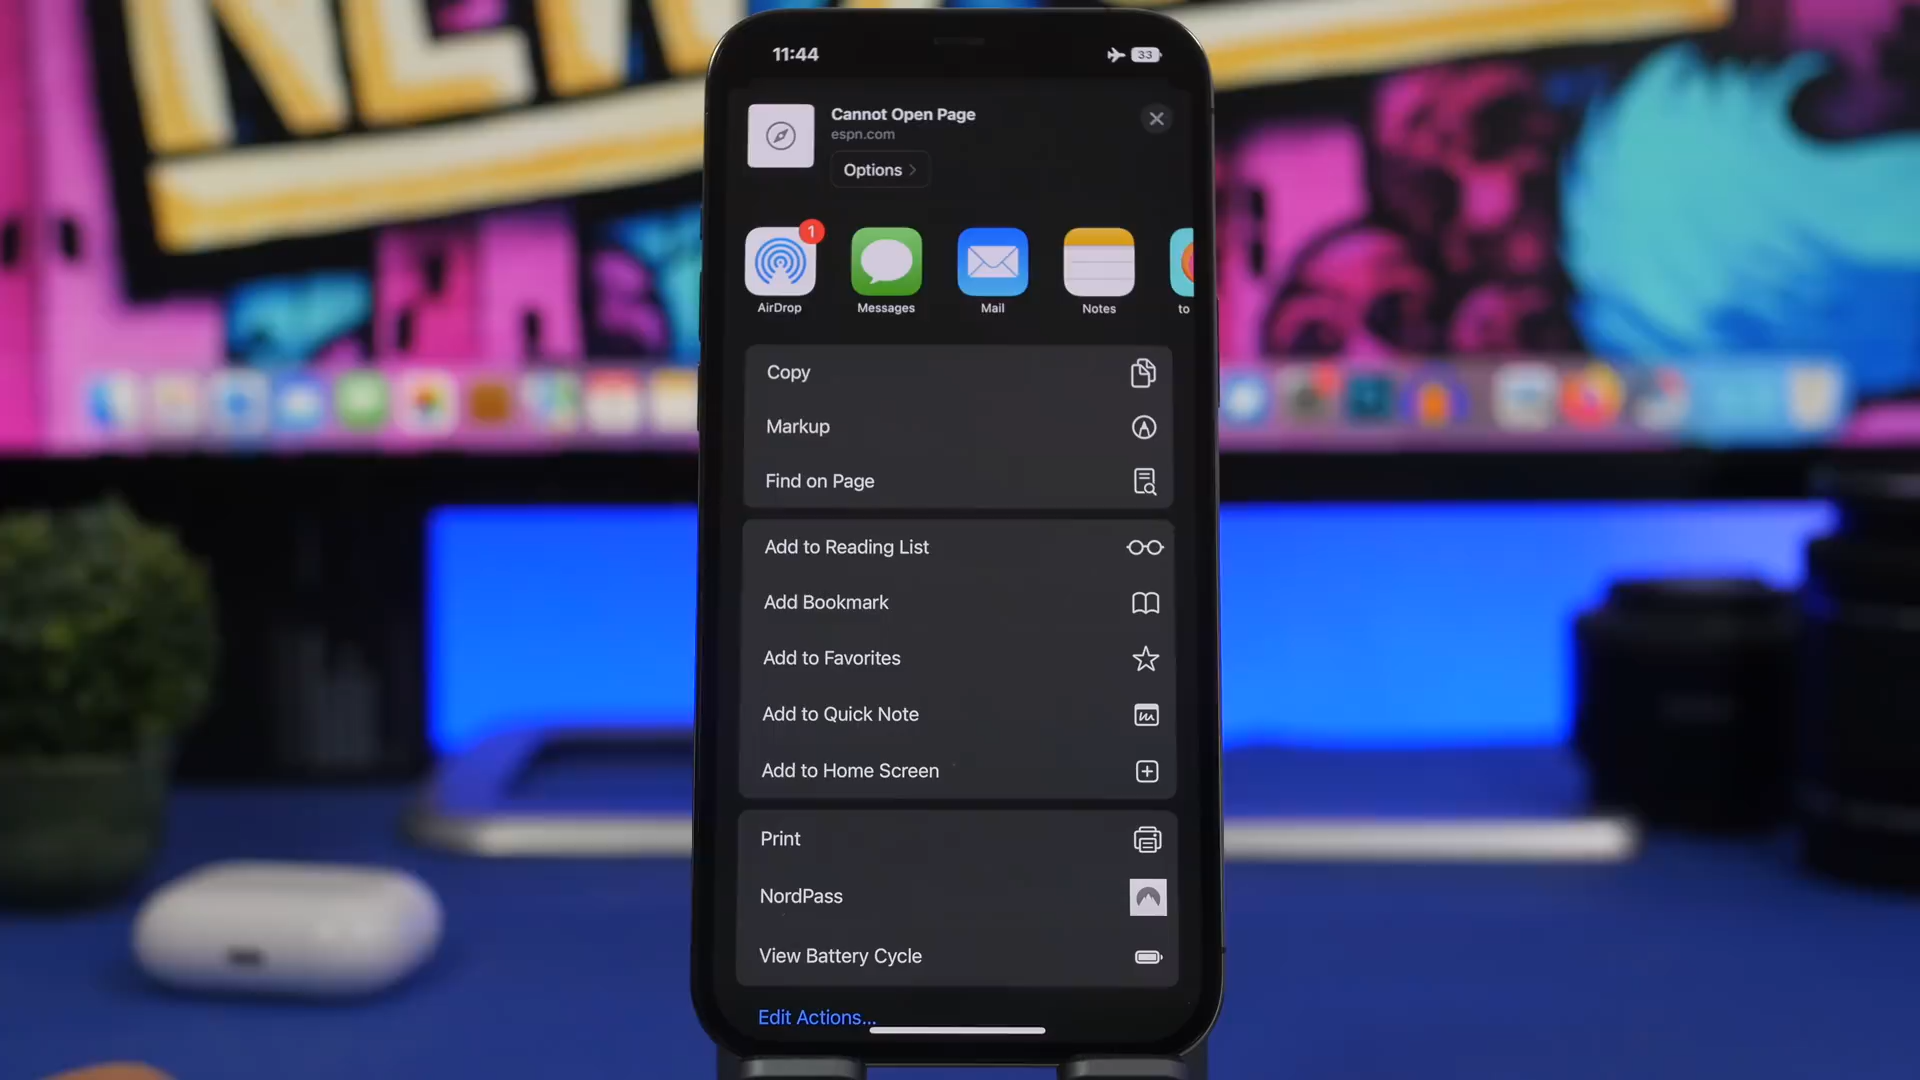 NEW
11:44
33
Cannot Open Page
espn.com
Options
1
AirDrop
Messages
Mail
Notes
to
Copy
Markup
Find on Page
Add to Reading List
Add Bookmark
Add to Favorites
Add to Quick Note
Add to Home Screen
Print
NordPass
View Battery Cycle
Edit Actions...